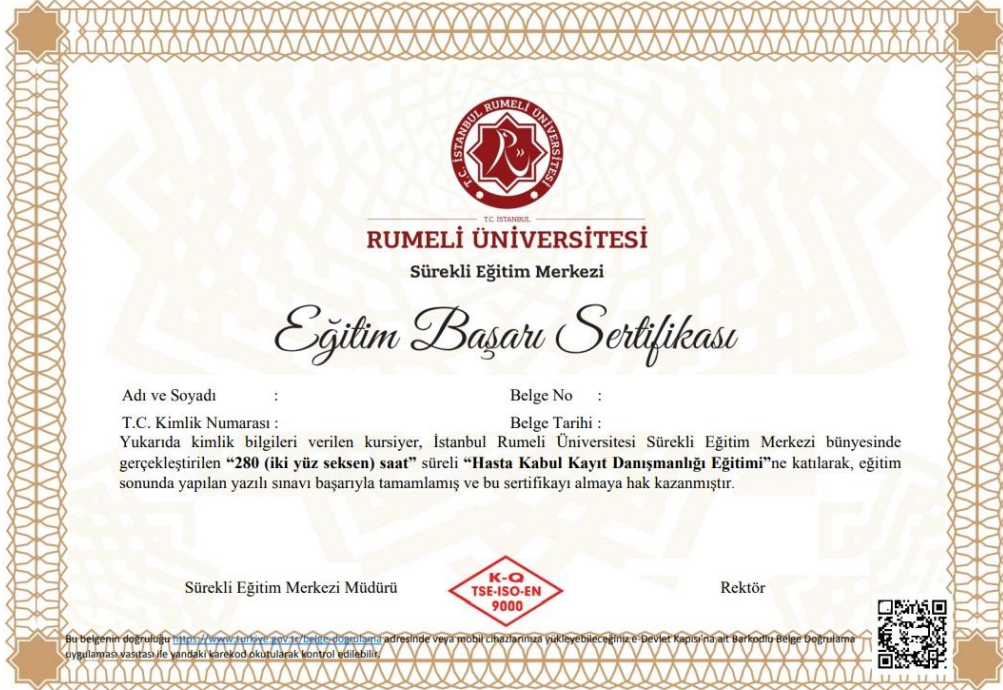 T.C. İSTANBUL RUMELİ ÜNİVERSİTESİ
T.C. İSTANBUL
RUMELİ ÜNİVERSİTESİ
Sürekli Eğitim Merkezi
Eğitim Başarı Sertifikası
Adı ve Soyadı :
Belge No :
T.C. Kimlik Numarası :
Belge Tarihi :
Yukarıda kimlik bilgileri verilen kursiyer, İstanbul Rumeli Üniversitesi Sürekli Eğitim Merkezi bünyesinde
gerçekleştirilen “280 (iki yüz seksen) saat” süreli “Hasta Kabul Kayıt Danışmanlığı Eğitimi”ne katılarak, eğitim
sonunda yapılan yazılı sınavı başarıyla tamamlamış ve bu sertifikayı almaya hak kazanmıştır.
Sürekli Eğitim Merkezi Müdürü
K-Q
TSE-ISO-EN
9000
Rektör
Bu belgenin doğruluğu https://www.turkiye.gov.tr/belge-dogrulama adresinde veya mobil cihazlarınıza yükleyebileceğiniz e-Devlet Kapısı'na ait Barkodlu Belge Doğrulama
uygulaması vasıtası ile yandaki karekod okutularak kontrol edilebilir.